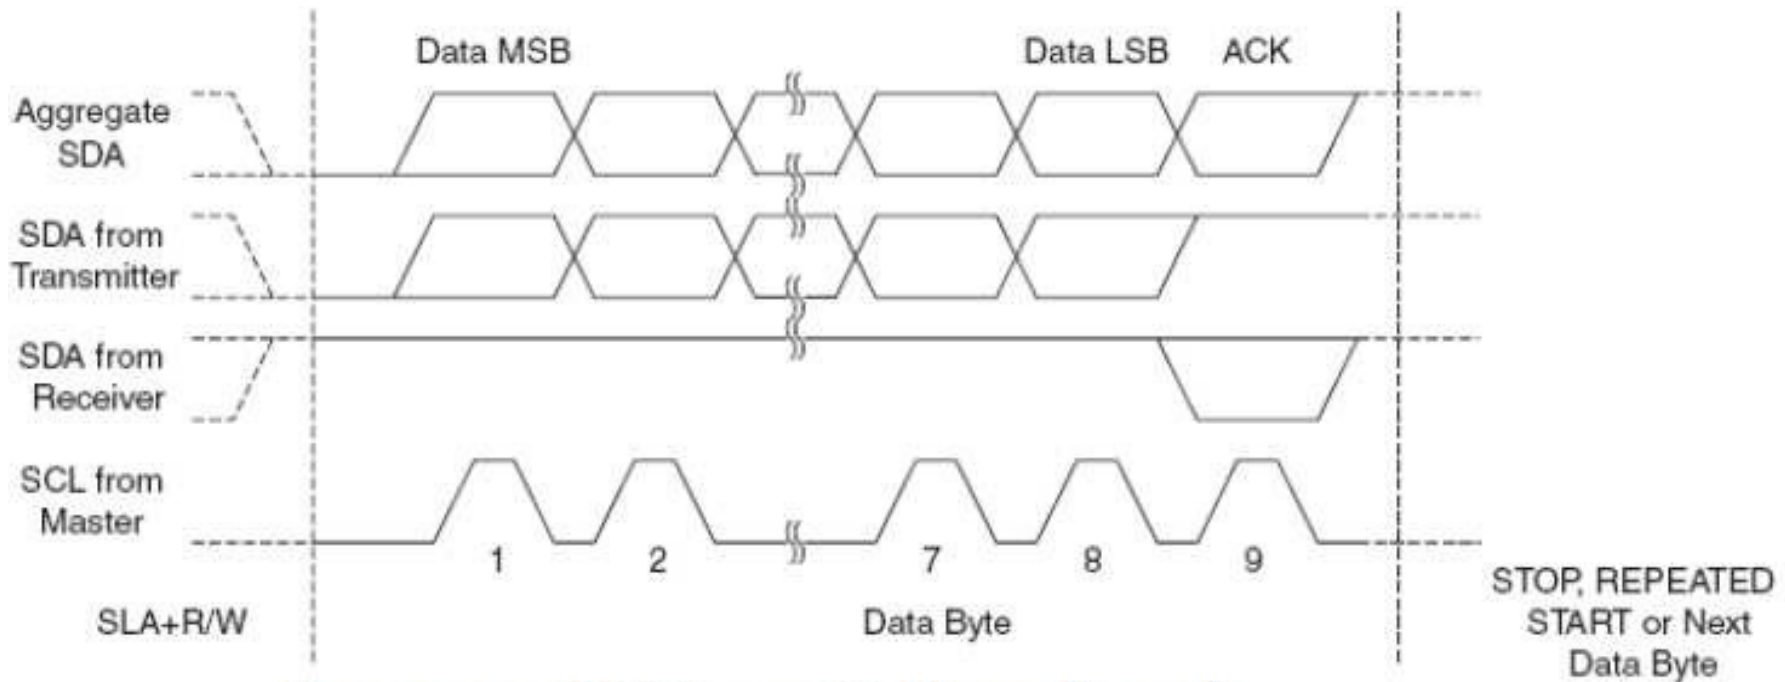 Data MSB
Data LSB
ACK
Aggregate
SDA
SDA from
Transmitter
SDA from
Receiver
SCL from
Master
1
2
7
8
9
SLA+R/W
Data Byte
STOP, REPEATED
START or Next
Data Byte